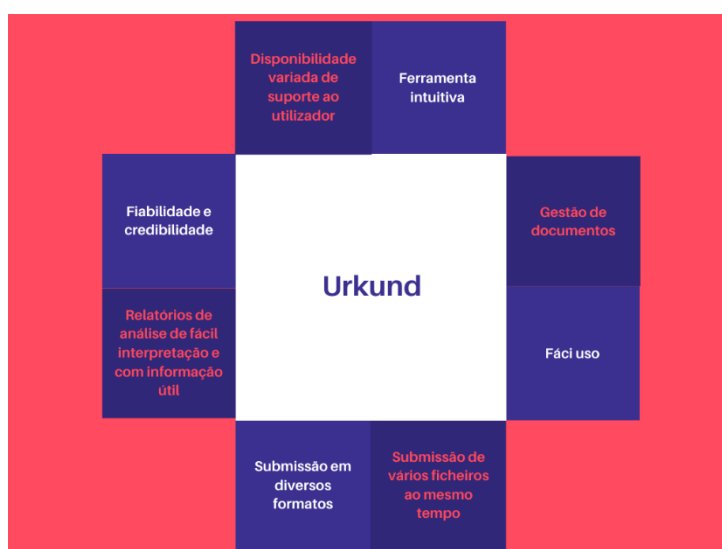 Disponibilidade
variada de
suporte ao
utilizador
Ferramenta
intuitiva
Fiabilidade e
credibilidade
Gestão de
documentos
Urkund
Relatórios de
análise de fácil
interpretação e
com informação
útil
Fáci uso
Submissão em
diversos
formatos
Submissão de
vários ficheiros
ao mesmo
tempo